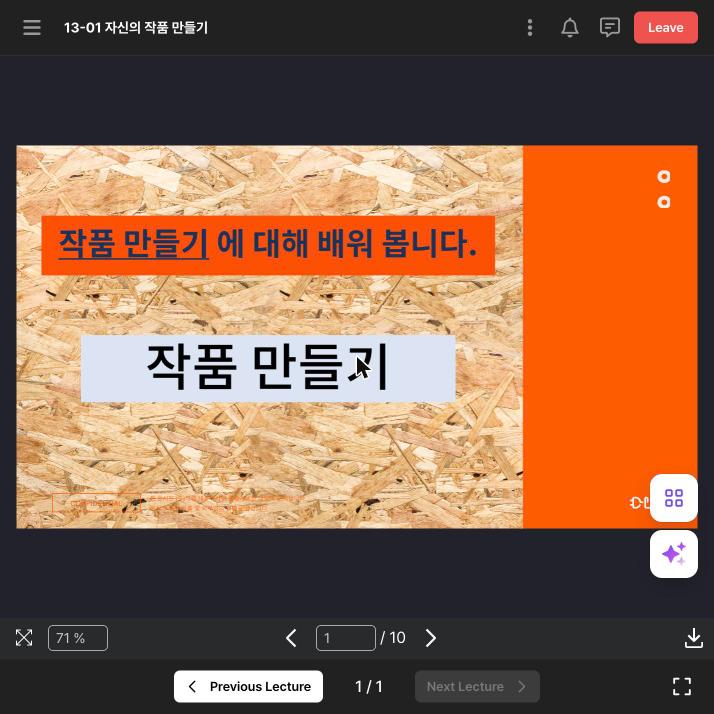 13-01 자신의 작품 만들기
Leave
작품 만들기 에 대해 배워 봅니다.
작품 만들기
71 %
1 / 10
Previous Lecture
1 / 1
Next Lecture